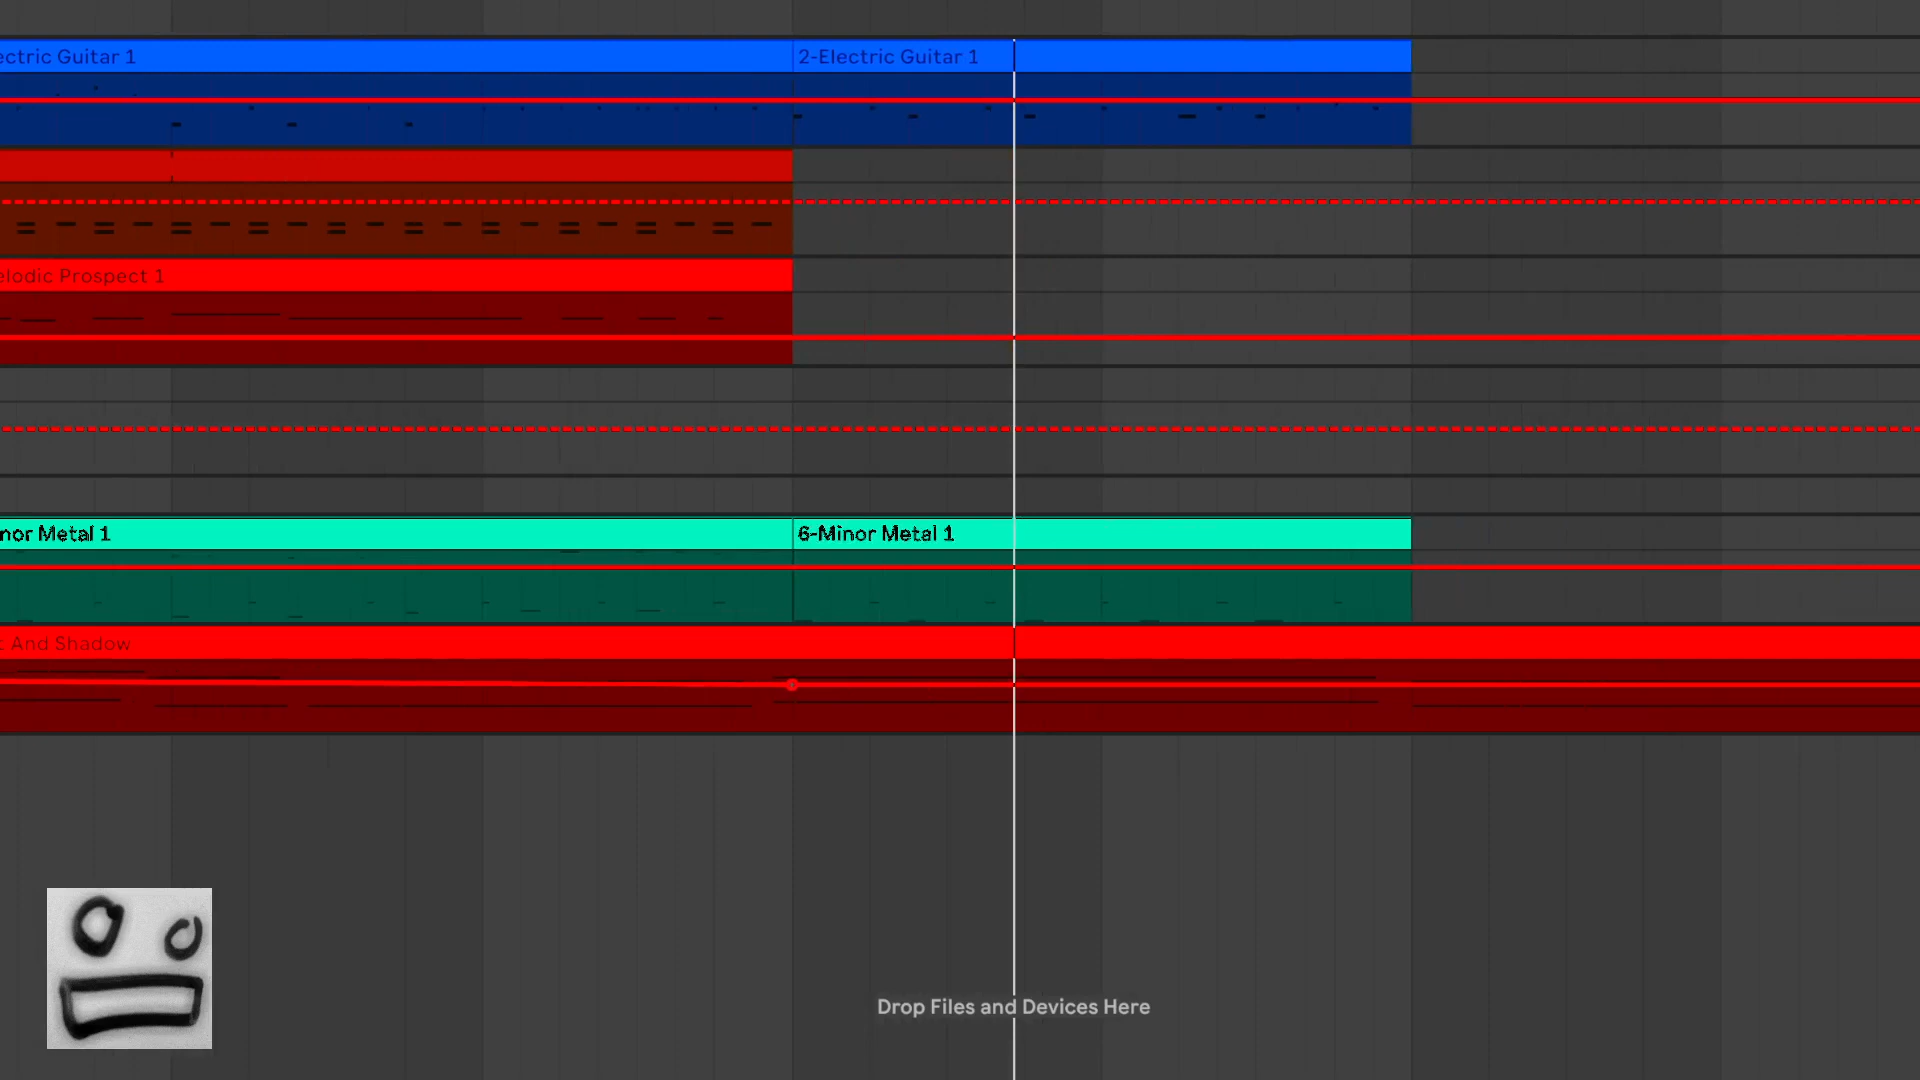 ectric Guitar 1
2-Electric Guitar 1
elodic Prospect 1
nor Metal 1
6-Minor Metal 1
t And Shadow
Drop Files and Devices Here